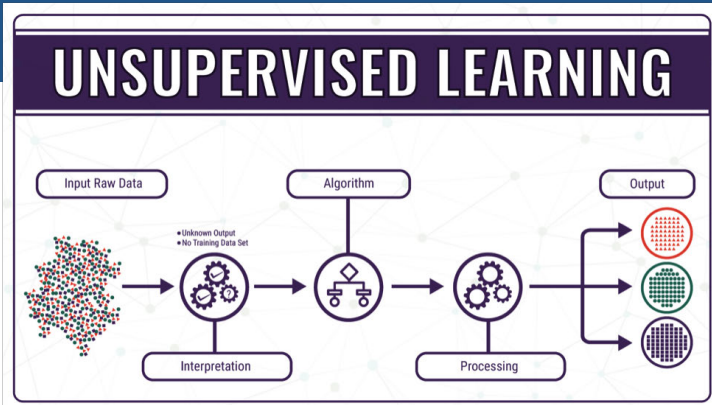 UNSUPERVISED LEARNING
Input Raw Data
Algorithm
Output
• Unknown Output
• No Training Data Set
?
Interpretation
Processing